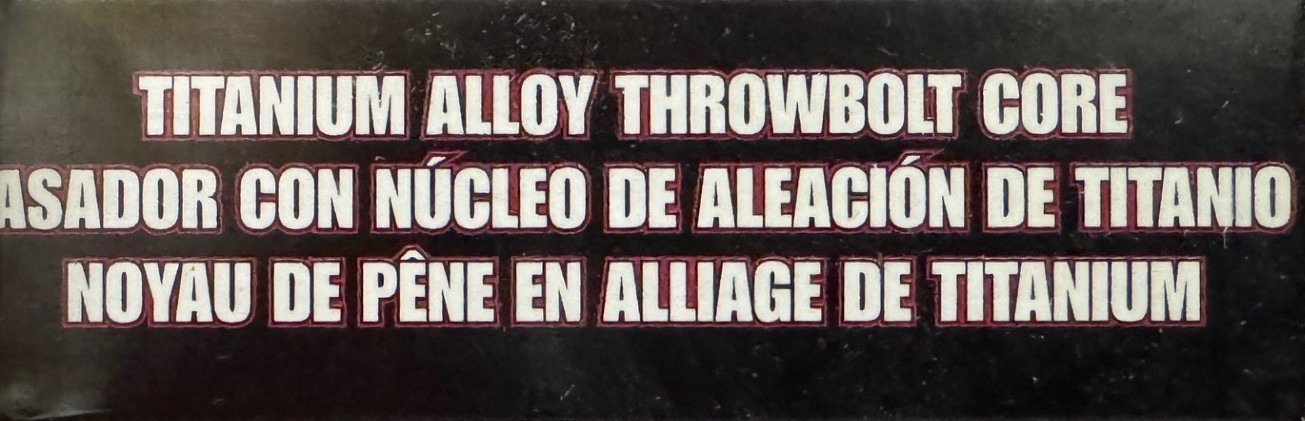 TITANIUM ALLOY THROWBOLT CORE
ASADOR CON NÚCLEO DE ALEACIÓN DE TITANIO
NOYAU DE PÊNE EN ALLIAGE DE TITANIUM